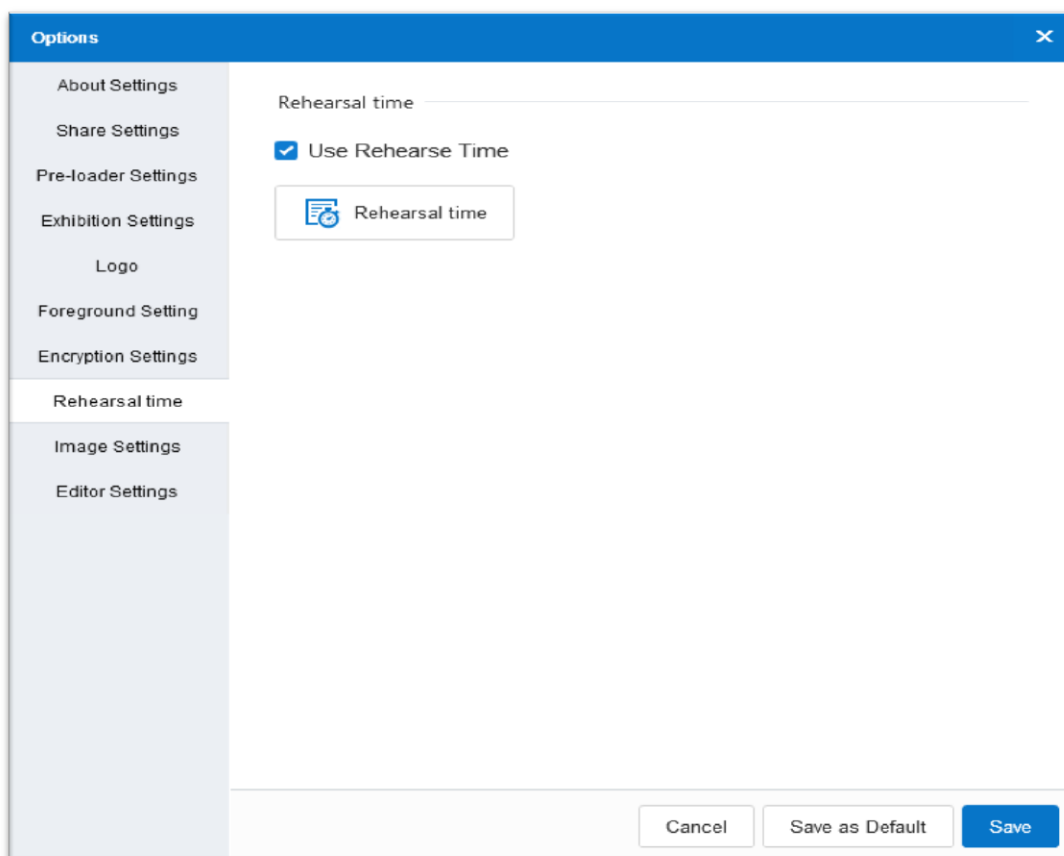 Options
About Settings
Share Settings
Pre-loader Settings
Exhibition Settings
Logo
Foreground Setting
Encryption Settings
Rehearsal time
Image Settings
Editor Settings
Rehearsal time
Use Rehearse Time
Rehearsal time
Cancel
Save as Default
Save